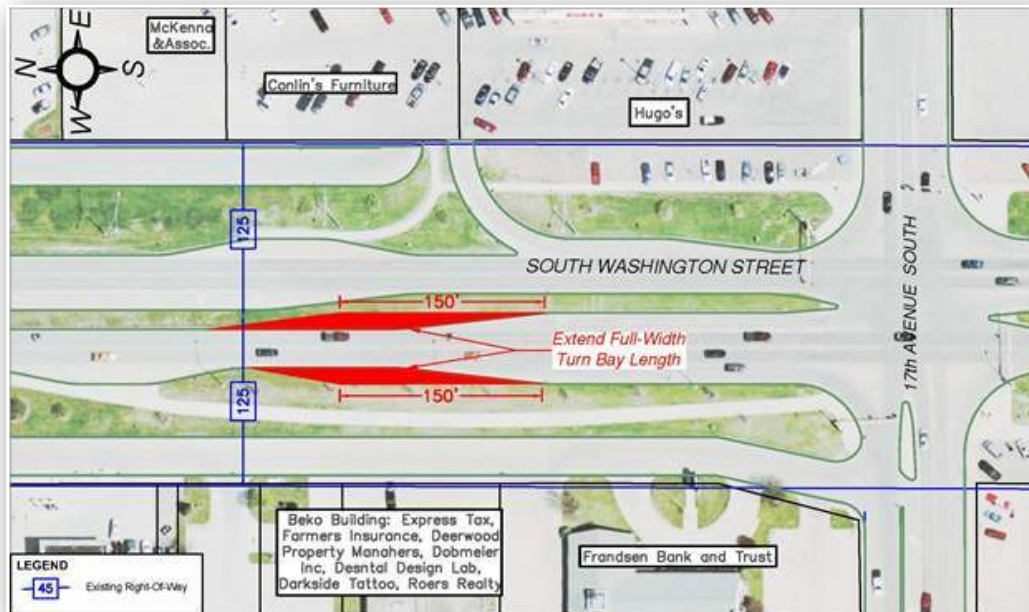 E
N
S
W
McKenna
&Assoc.
Conlin's Furniture
HUGO'S
Hugo's
125
SOUTH WASHINGTON STREET
17th AVENUE SOUTH
150'
Extend Full-Width
Turn Bay Length
150'
125
Beko Building: Express Tax,
Farmers Insurance, Deerwood
Property Manahers, Dobmeier
Inc, Desntal Design Lab,
Darkside Tattoo, Roers Realty
Frandsen Bank and Trust
LEGEND
45 Existing Right-Of-Way